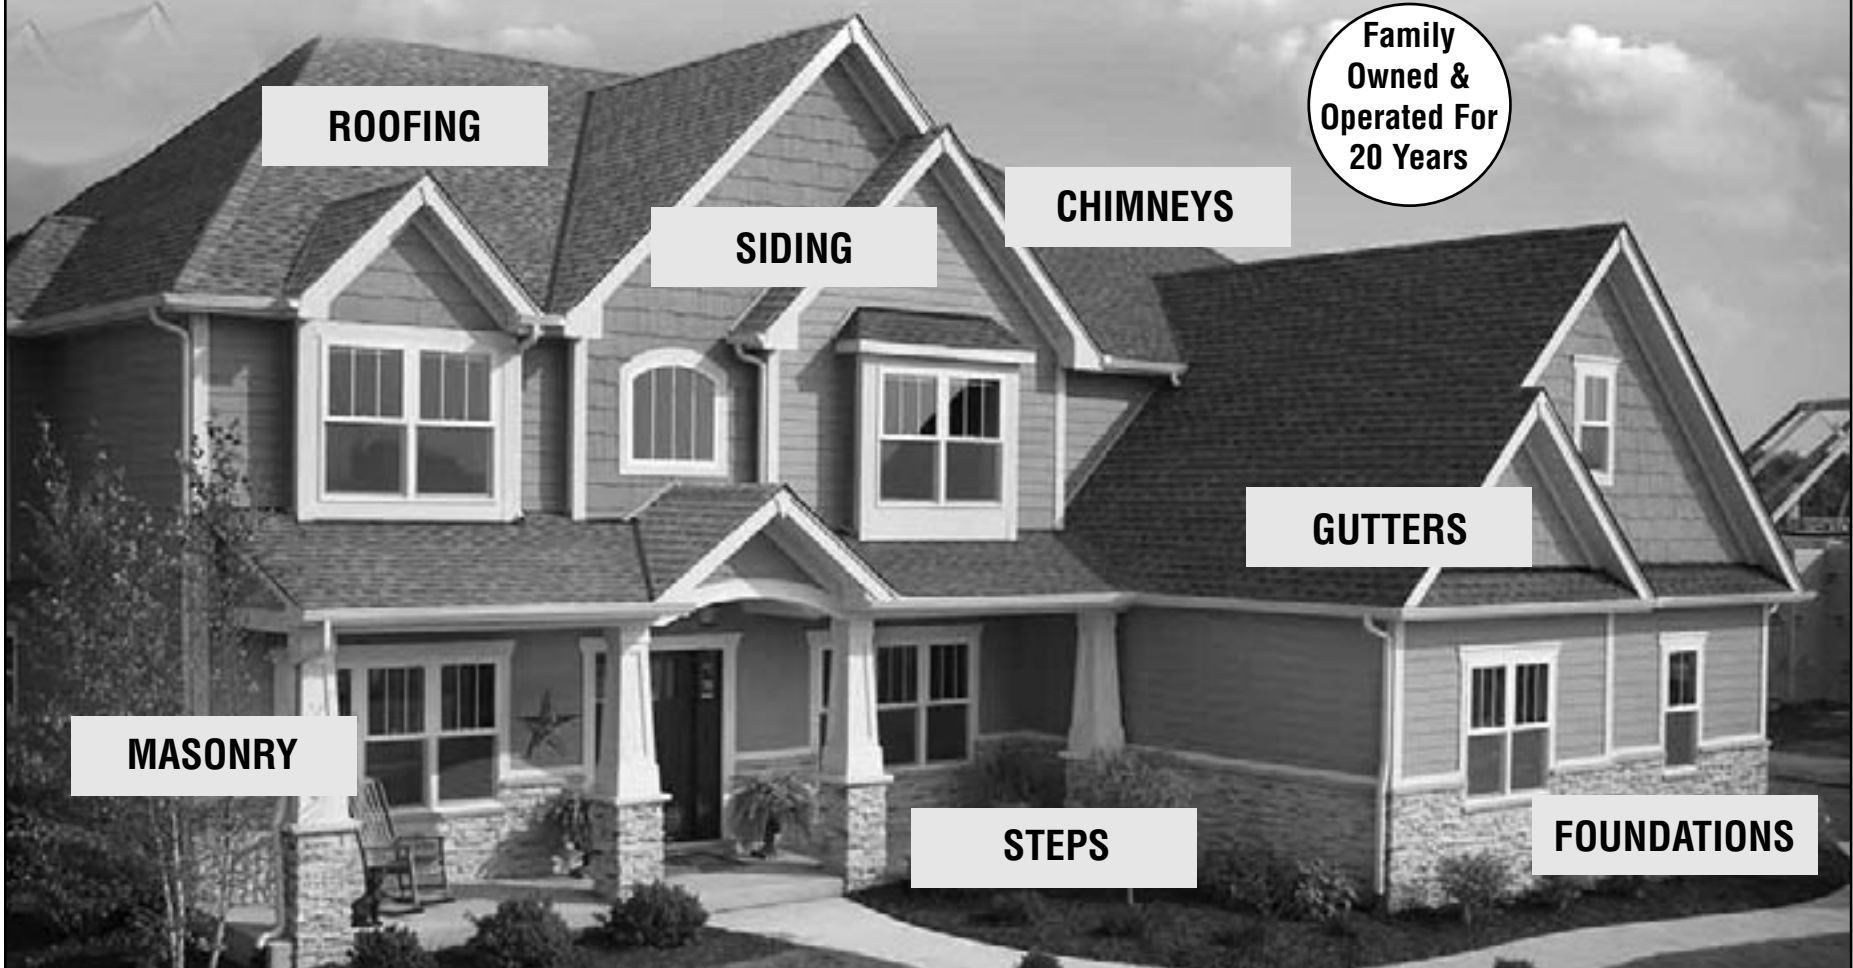 Family
Owned &
Operated For
20 Years
ROOFING
CHIMNEYS
SIDING
GUTTERS
MASONRY
STEPS
FOUNDATIONS